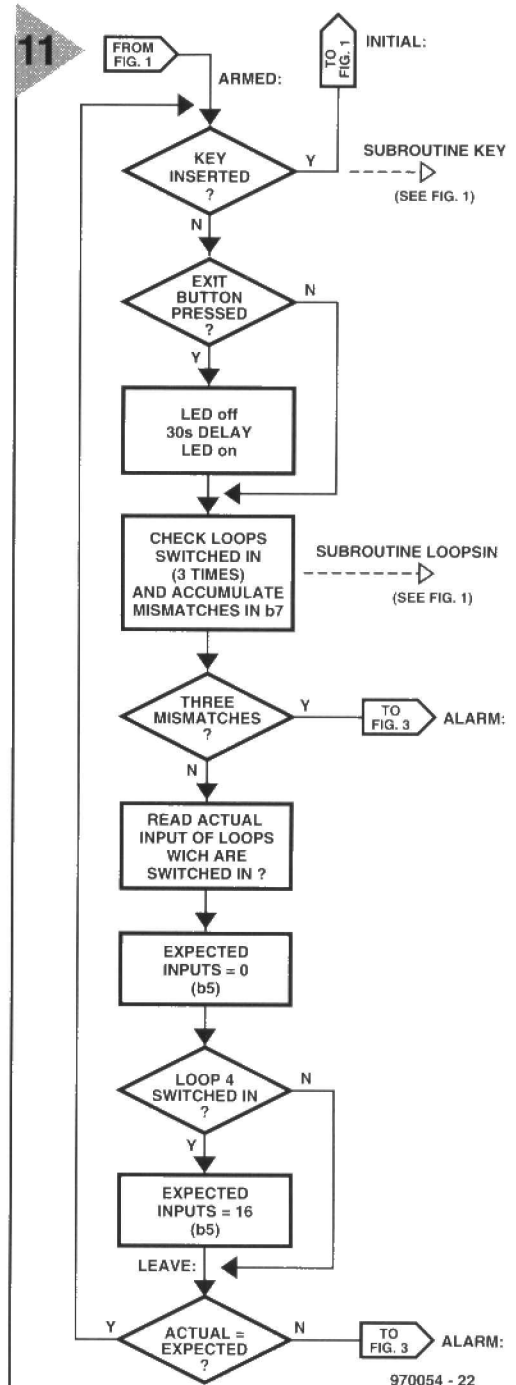 11
FROM
FIG. 1
ARMED:
TO
FIG. 1
INITIAL:
KEY
INSERTED
?
Y
N
SUBROUTINE KEY
(SEE FIG. 1)
EXIT
BUTTON
PRESSED
?
N
Y
LED off
30s DELAY
LED on
CHECK LOOPS
SWITCHED IN
(3 TIMES)
AND ACCUMULATE
MISMATCHES IN b7
SUBROUTINE LOOPSIN
(SEE FIG. 1)
THREE
MISMATCHES
?
Y
N
TO
FIG. 3
ALARM:
READ ACTUAL
INPUT OF LOOPS
WICH ARE
SWITCHED IN ?
EXPECTED
INPUTS = 0
(b5)
LOOP 4
SWITCHED IN
?
N
Y
EXPECTED
INPUTS = 16
(b5)
LEAVE:
ACTUAL =
EXPECTED
?
Y
N
TO
FIG. 3
ALARM:
970054 - 22